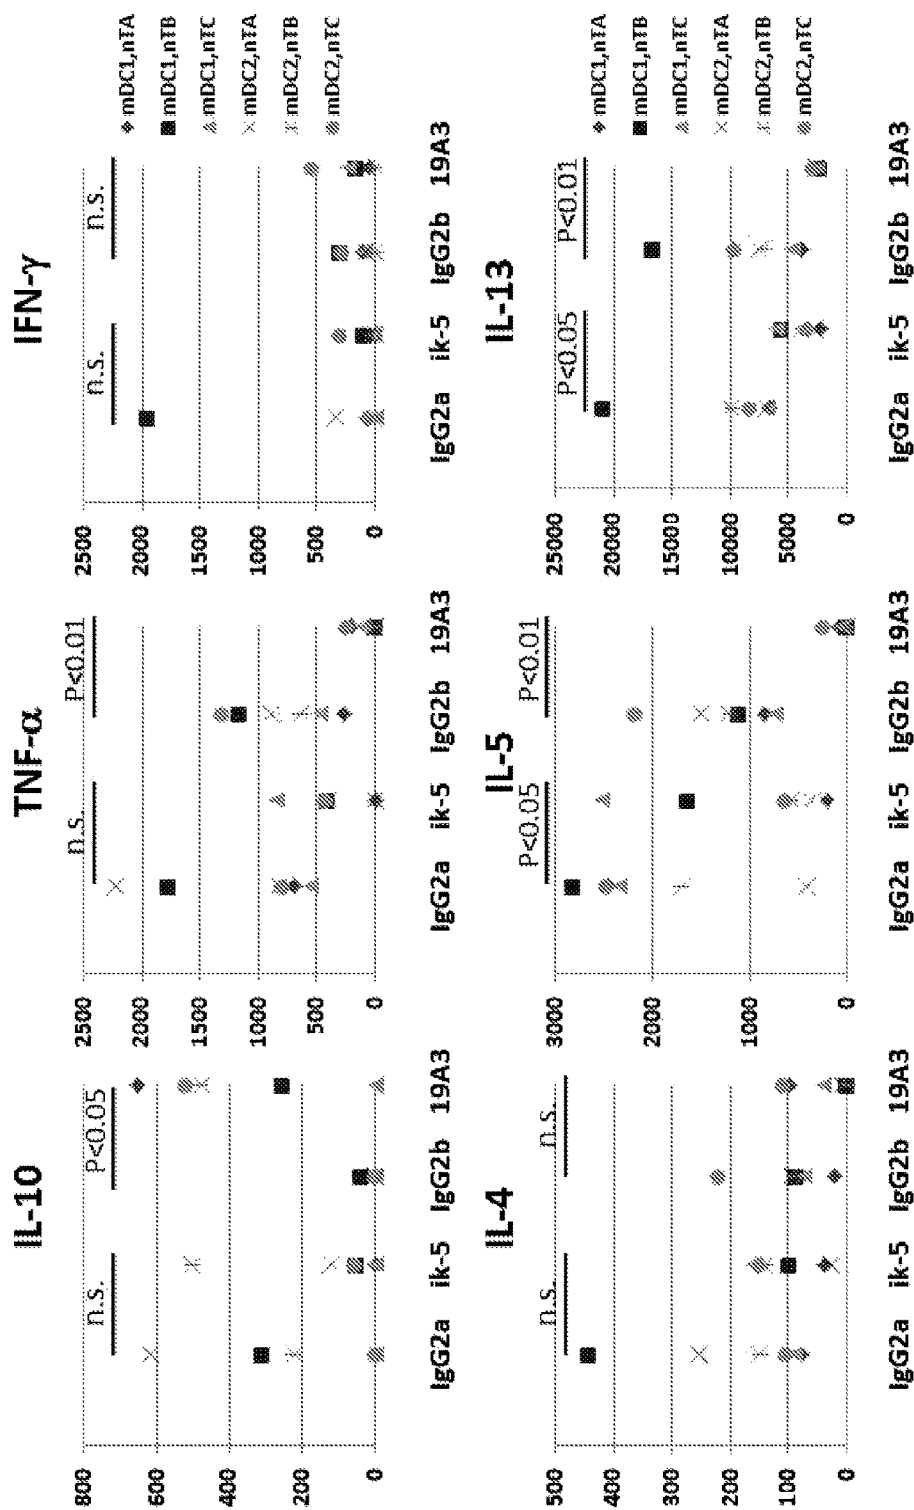 IL-10
800
600
400
200
0
n.s.
P<0.05
IgG2a ik-5 IgG2b 19A3
TNF-α
2500
2000
1500
1000
500
0
n.s.
P<0.01
IgG2a ik-5 IgG2b 19A3
IFN-γ
2500
2000
1500
1000
500
0
n.s.
n.s.
IgG2a ik-5 IgG2b 19A3
mDC1,nTA
mDC1,nTB
mDC1,nTC
mDC2,nTA
mDC2,nTB
mDC2,nTC
IL-4
500
400
300
200
100
0
n.s.
n.s.
IgG2a ik-5 IgG2b 19A3
IL-5
3000
2000
1000
0
P<0.05
P<0.01
IgG2a ik-5 IgG2b 19A3
IL-13
25000
20000
15000
10000
5000
0
P<0.05
P<0.01
IgG2a ik-5 IgG2b 19A3
mDC1,nTA
mDC1,nTB
mDC1,nTC
mDC2,nTA
mDC2,nTB
mDC2,nTC